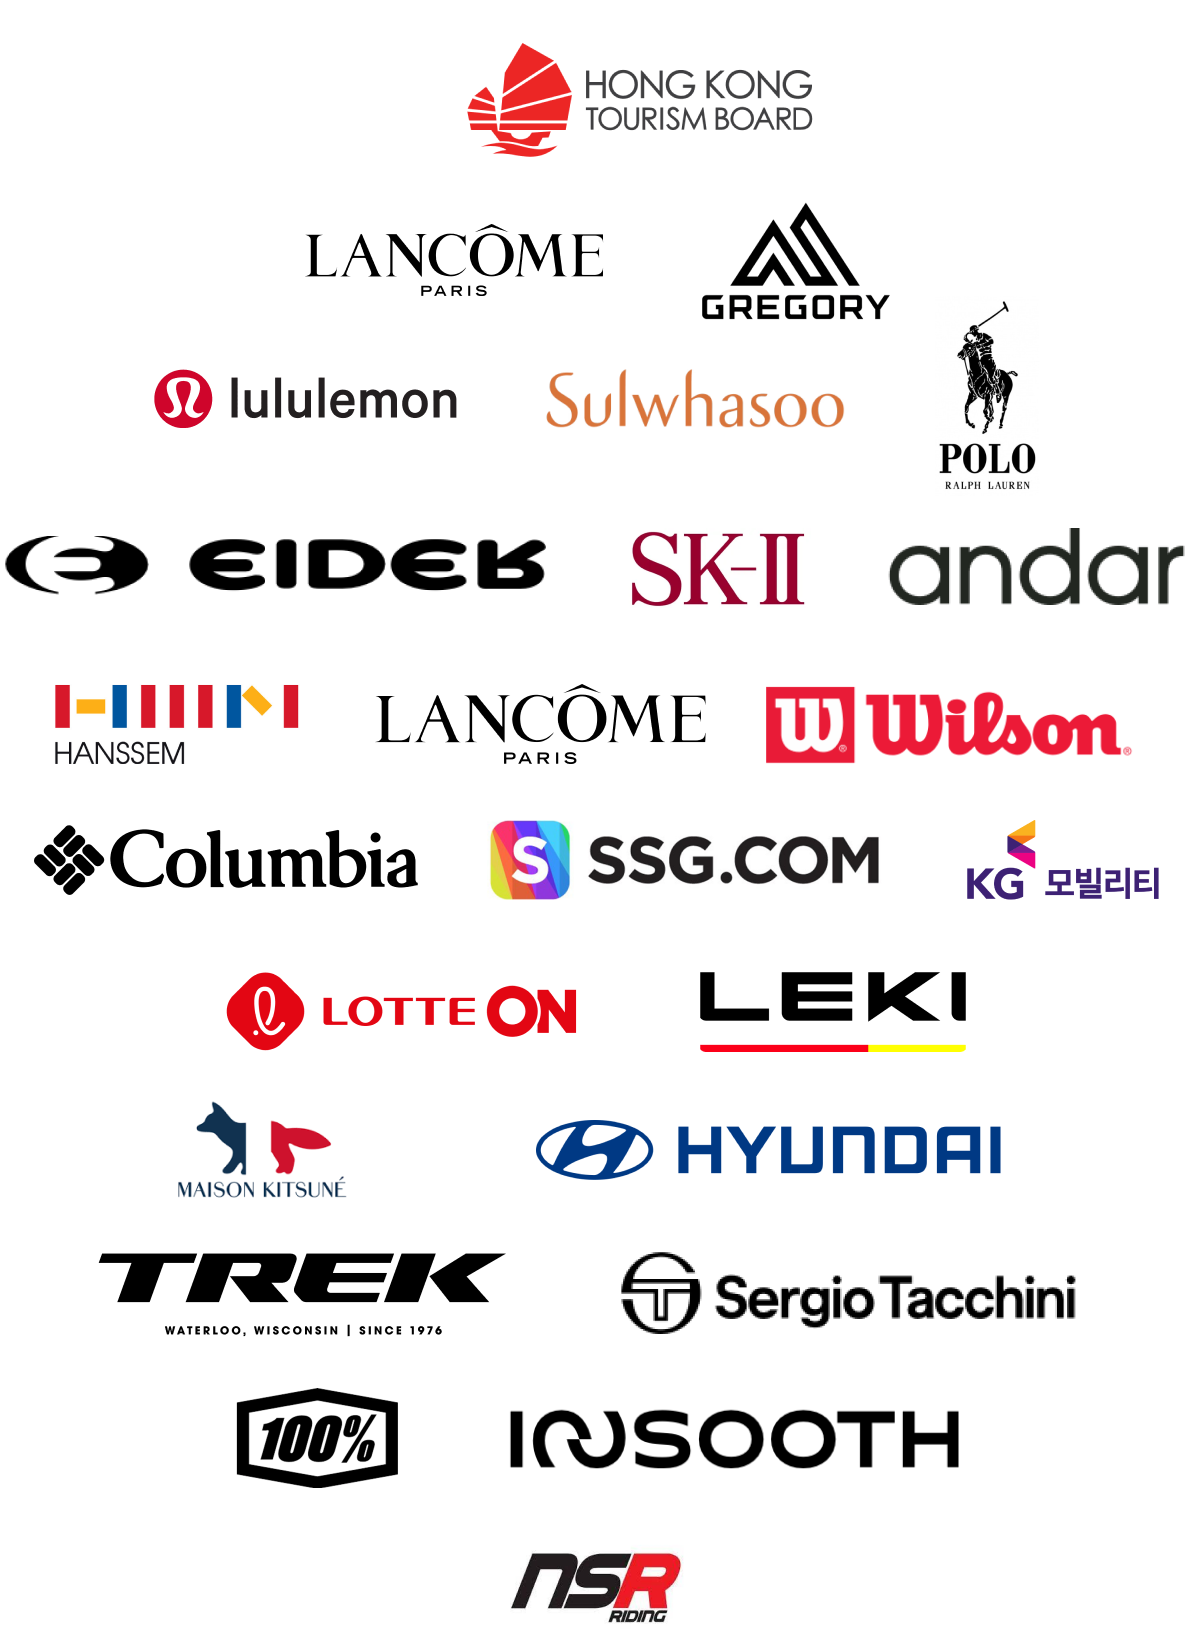 HONG KONG
TOURISM BOARD
LANCÔME
PARIS
GREGORY
lululemon
Sulwhasoo
POLO
RALPH LAUREN
EIDER
SK-II
andar
HANSSEM
LANCÔME
PARIS
W®
Wilson®
Columbia
S SSG.COM
KG 모빌리티
LOTTE ON
LEKI
MAISON KITSUNÉ
HYUNDAI
TREK
WATERLOO, WISCONSIN | SINCE 1976
Sergio Tacchini
100%
INSOOTH
NSR
RIDING